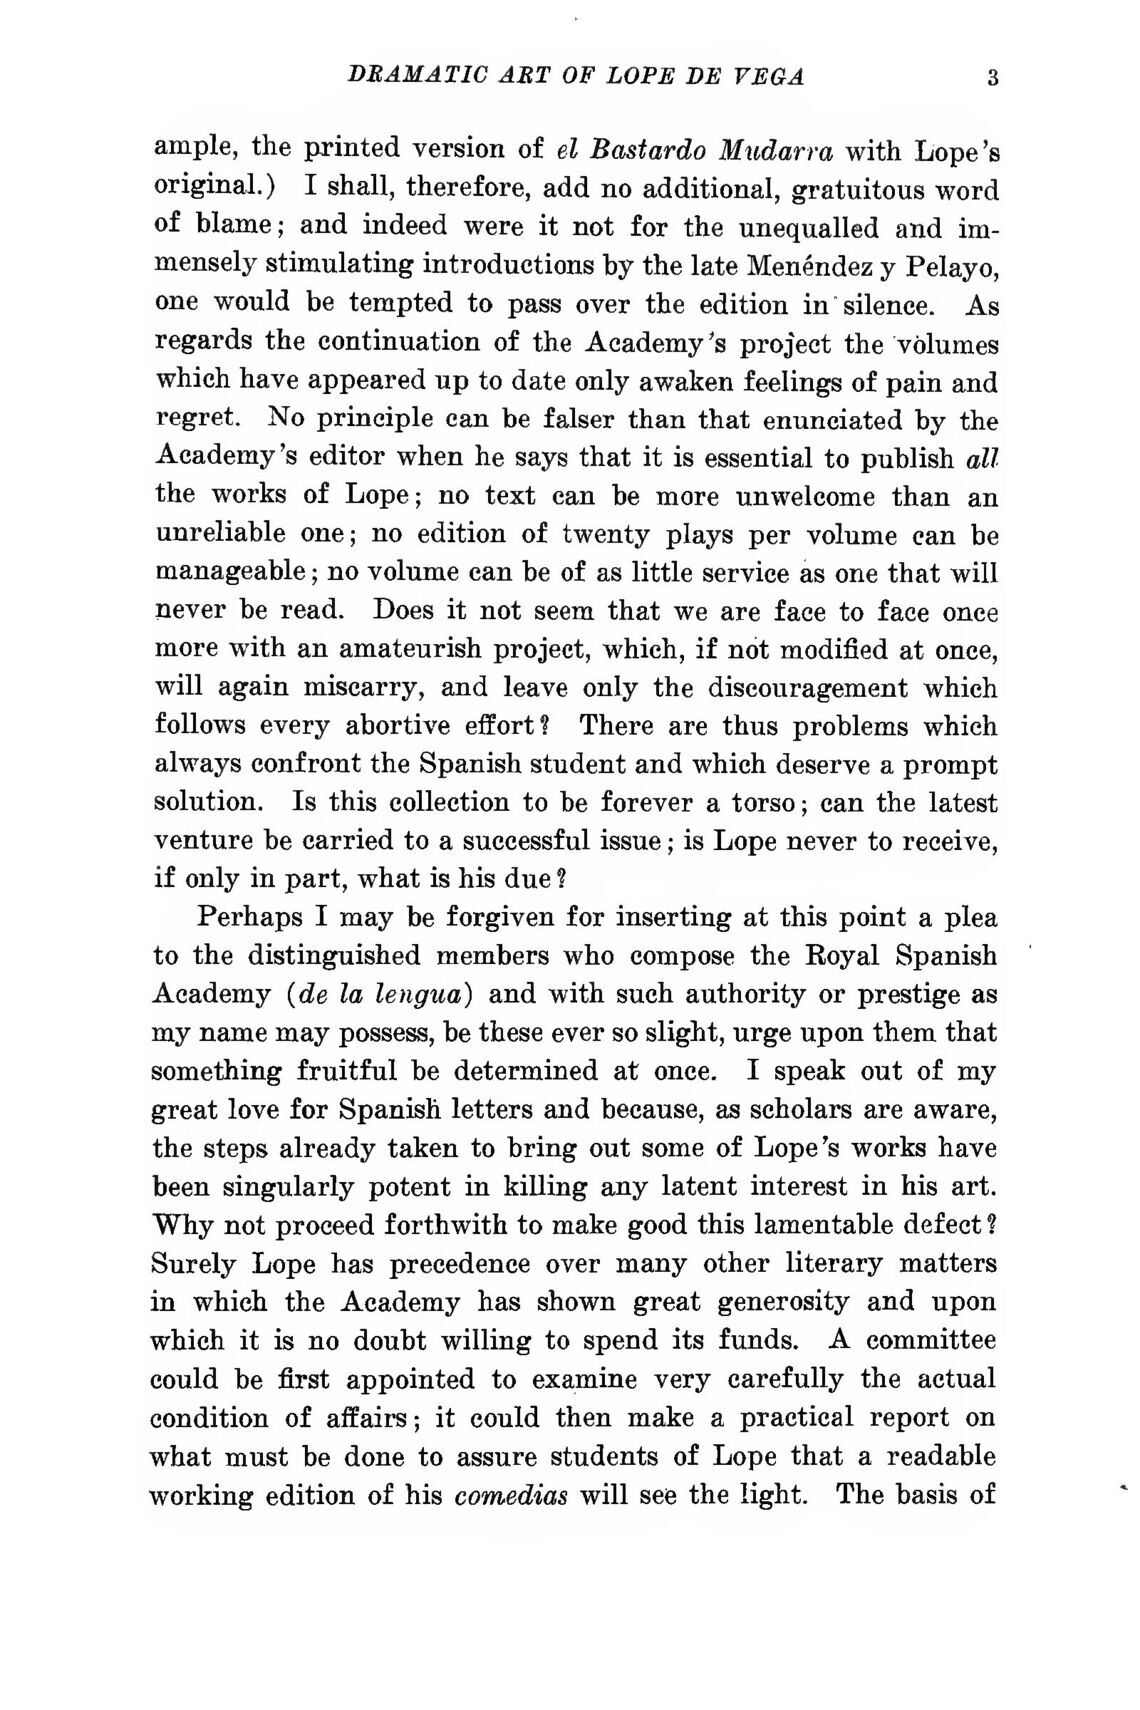 DRAMATIC ART OF LOPE DE VEGA 3
ample, the printed version of el Bastardo Mudarra with Lope's
original.) I shall, therefore, add no additional, gratuitous word
of blame; and indeed were it not for the unequalled and im-
mensely stimulating introductions by the late Menéndez y Pelayo,
one would be tempted to pass over the edition in silence. As
regards the continuation of the Academy's project the volumes
which have appeared up to date only awaken feelings of pain and
regret. No principle can be falser than that enunciated by the
Academy's editor when he says that it is essential to publish all
the works of Lope; no text can be more unwelcome than an
unreliable one; no edition of twenty plays per volume can be
manageable; no volume can be of as little service as one that will
never be read. Does it not seem that we are face to face once
more with an amateurish project, which, if not modified at once,
will again miscarry, and leave only the discouragement which
follows every abortive effort? There are thus problems which
always confront the Spanish student and which deserve a prompt
solution. Is this collection to be forever a torso; can the latest
venture be carried to a successful issue; is Lope never to receive,
if only in part, what is his due?
Perhaps I may be forgiven for inserting at this point a plea
to the distinguished members who compose the Royal Spanish
Academy (de la lengua) and with such authority or prestige as
my name may possess, be these ever so slight, urge upon them that
something fruitful be determined at once. I speak out of my
great love for Spanish letters and because, as scholars are aware,
the steps already taken to bring out some of Lope's works have
been singularly potent in killing any latent interest in his art.
Why not proceed forthwith to make good this lamentable defect?
Surely Lope has precedence over many other literary matters
in which the Academy has shown great generosity and upon
which it is no doubt willing to spend its funds. A committee
could be first appointed to examine very carefully the actual
condition of affairs; it could then make a practical report on
what must be done to assure students of Lope that a readable
working edition of his comedias will see the light. The basis of